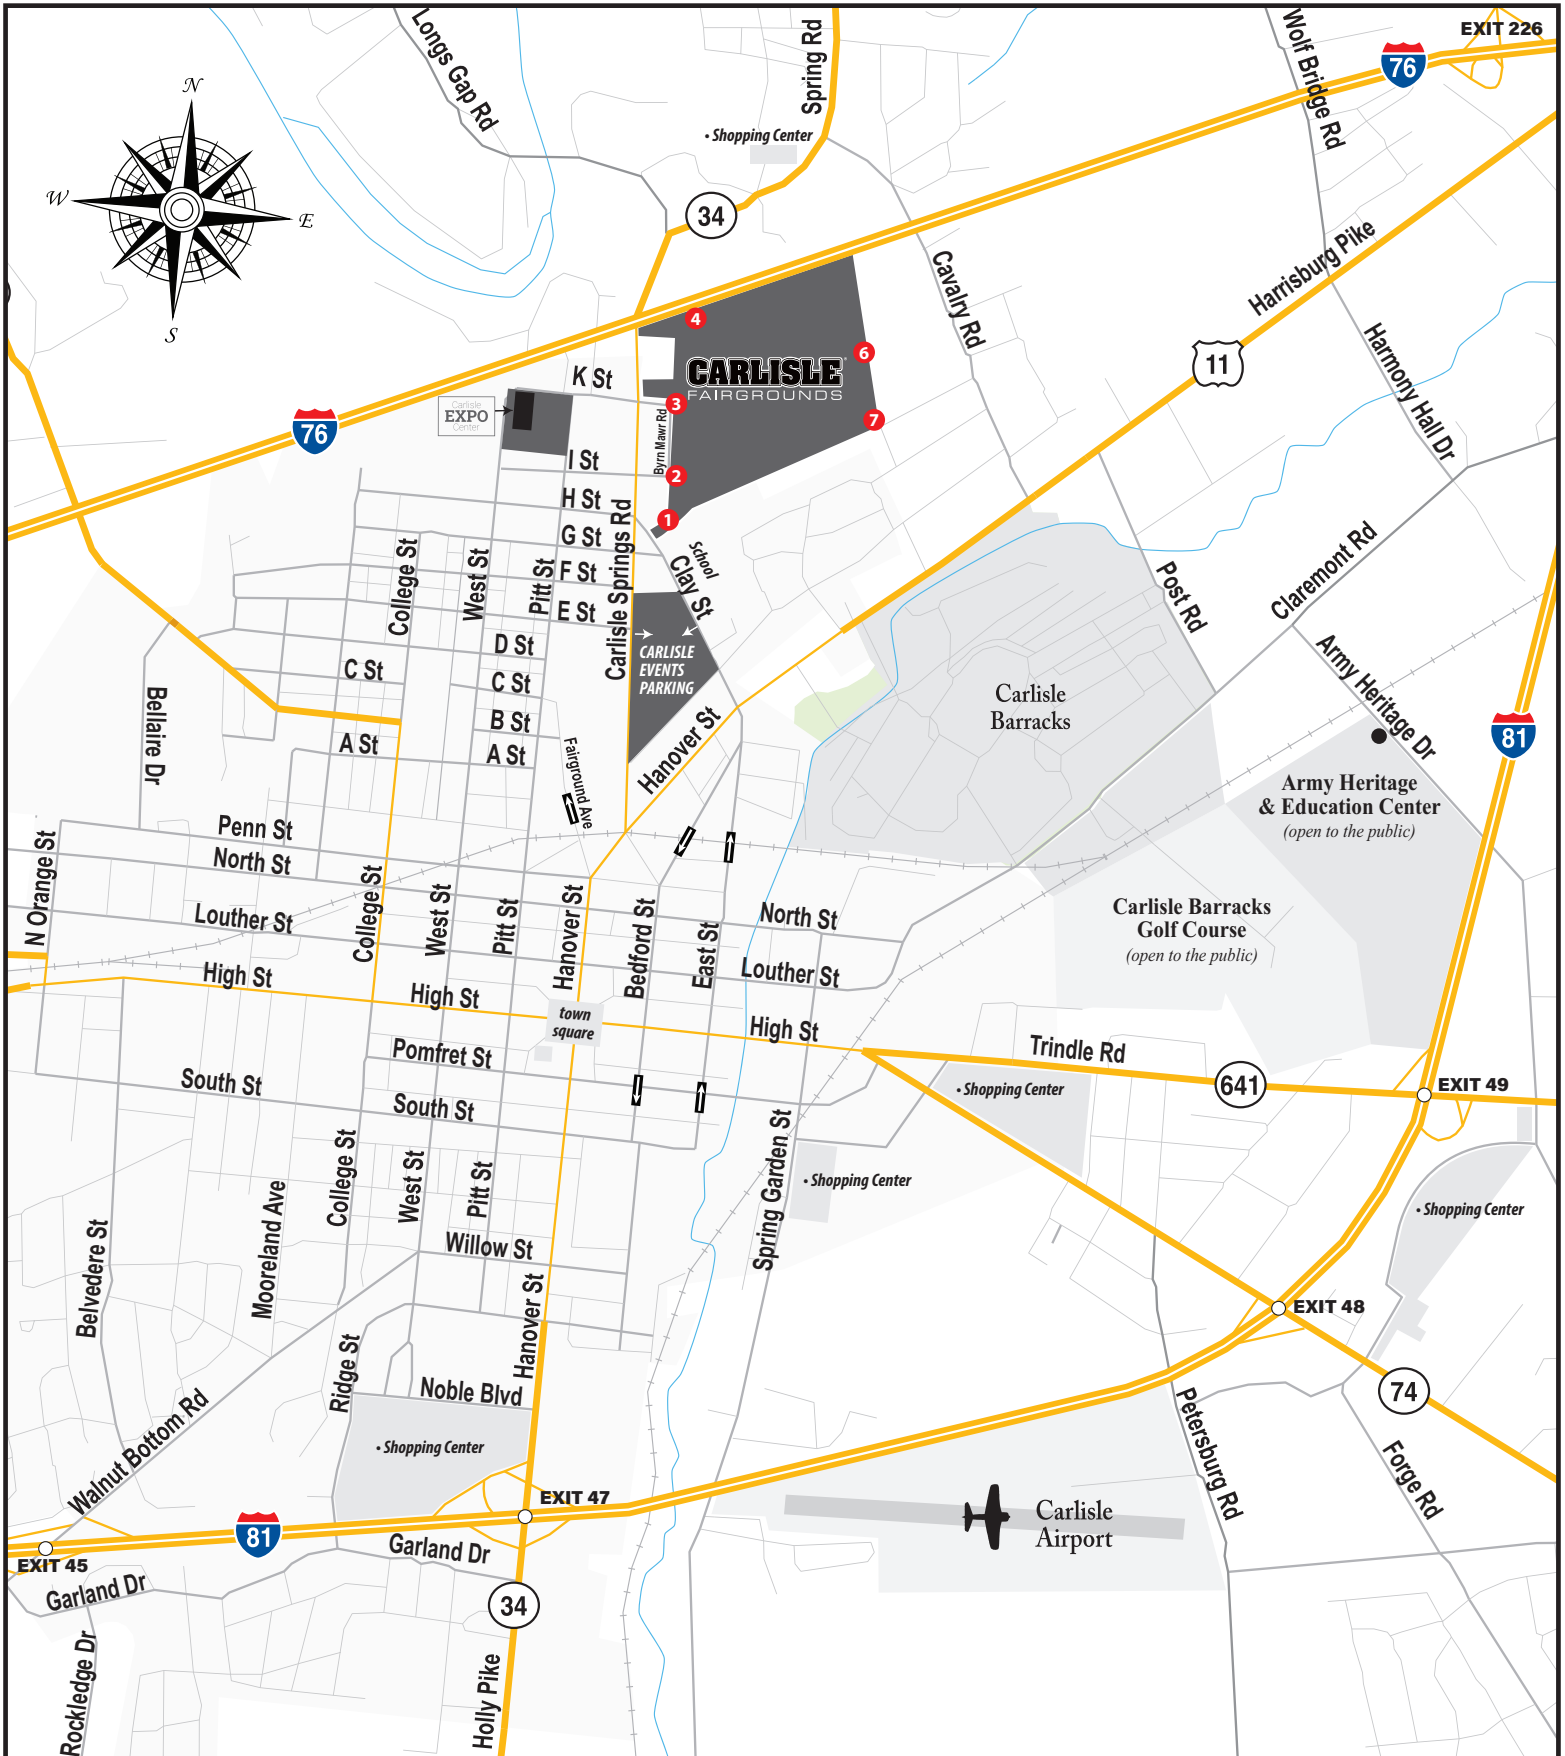 EXIT 226
76
Wolf Bridge Rd
Longs Gap Rd
Spring Rd
• Shopping Center
N
W
E
S
34
Harrisburg Pike
Cavalry Rd
4
6
CARLISLE
FAIRGROUNDS
11
Harmony Hall Dr
K St
3
7
Carlisle
EXPO
Center
76
Byrn Mawr Rd
I St
2
H St
1
G St
Carlisle Springs Rd
School
Clay St
F St
College St
West St
Pitt St
E St
Post Rd
Claremont Rd
D St
CARLISLE
EVENTS
PARKING
C St
C St
Army Heritage Dr
Carlisle
Barracks
Bellaire Dr
B St
A St
A St
Hanover St
Fairground Ave
81
Army Heritage
& Education Center
(open to the public)
Penn St
North St
N Orange St
Louther St
College St
West St
Pitt St
Hanover St
Bedford St
East St
North St
Carlisle Barracks
Golf Course
(open to the public)
Louther St
High St
High St
town
square
High St
Trindle Rd
Pomfret St
641
EXIT 49
South St
South St
• Shopping Center
Spring Garden St
• Shopping Center
College St
West St
Pitt St
Mooreland Ave
Belvedere St
• Shopping Center
Willow St
Hanover St
EXIT 48
Ridge St
Noble Blvd
74
Walnut Bottom Rd
• Shopping Center
Petersburg Rd
Forge Rd
EXIT 47
81
Carlisle
Airport
EXIT 45
Garland Dr
Garland Dr
34
Rockledge Dr
Holly Pike